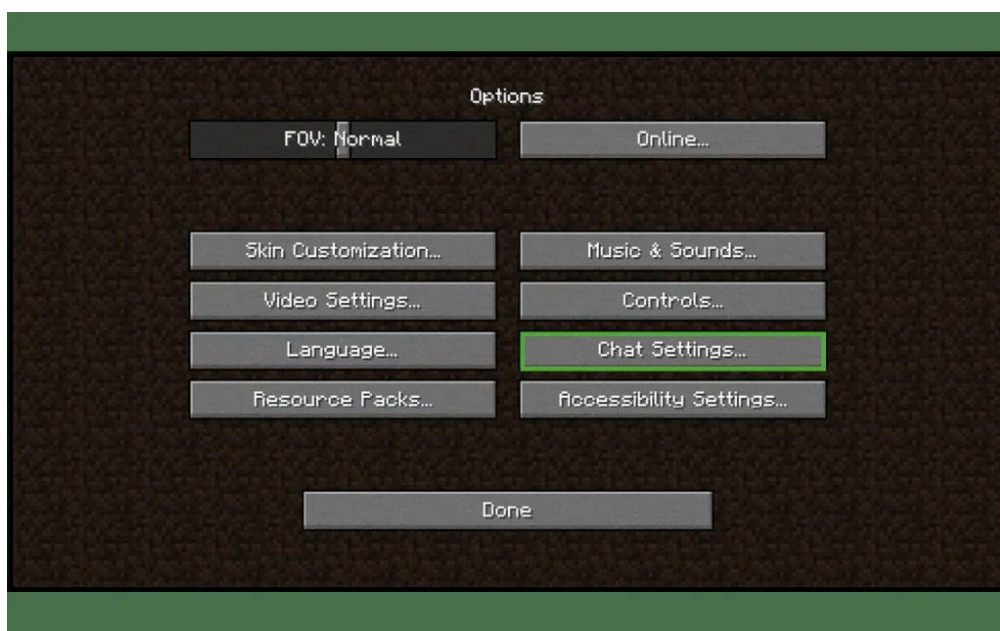 Options
FOV: Normal
Online...
Skin Customization...
Music & Sounds...
Video Settings...
Controls...
Language...
Chat Settings...
Resource Packs...
Accessibility Settings...
Done